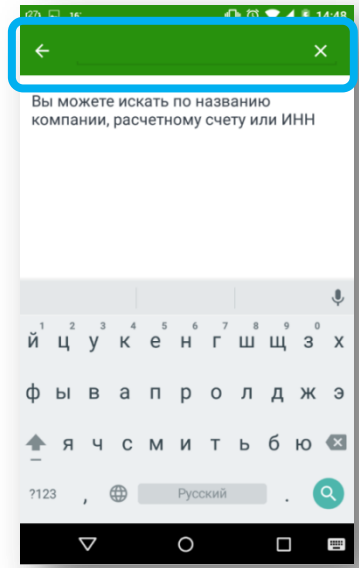 14:48
Вы можете искать по названию
компании, расчетному счету или ИНН
1 2 3 4 5 6 7 8 9 0
й ц у к е н г ш щ з х
ф ы в а п р о л д ж э
я ч с м и т ь б ю
?123 , Русский .